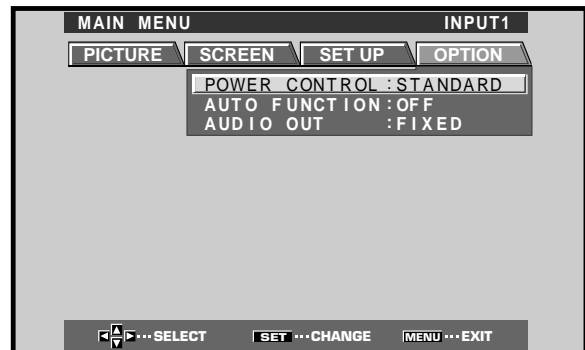 MAIN MENU INPUT1
PICTURE SCREEN SET UP OPTION
POWER CONTROL :STANDARD
AUTO FUNCTION :OFF
AUDIO OUT :FIXED
···SELECT SET ···CHANGE MENU ···EXIT